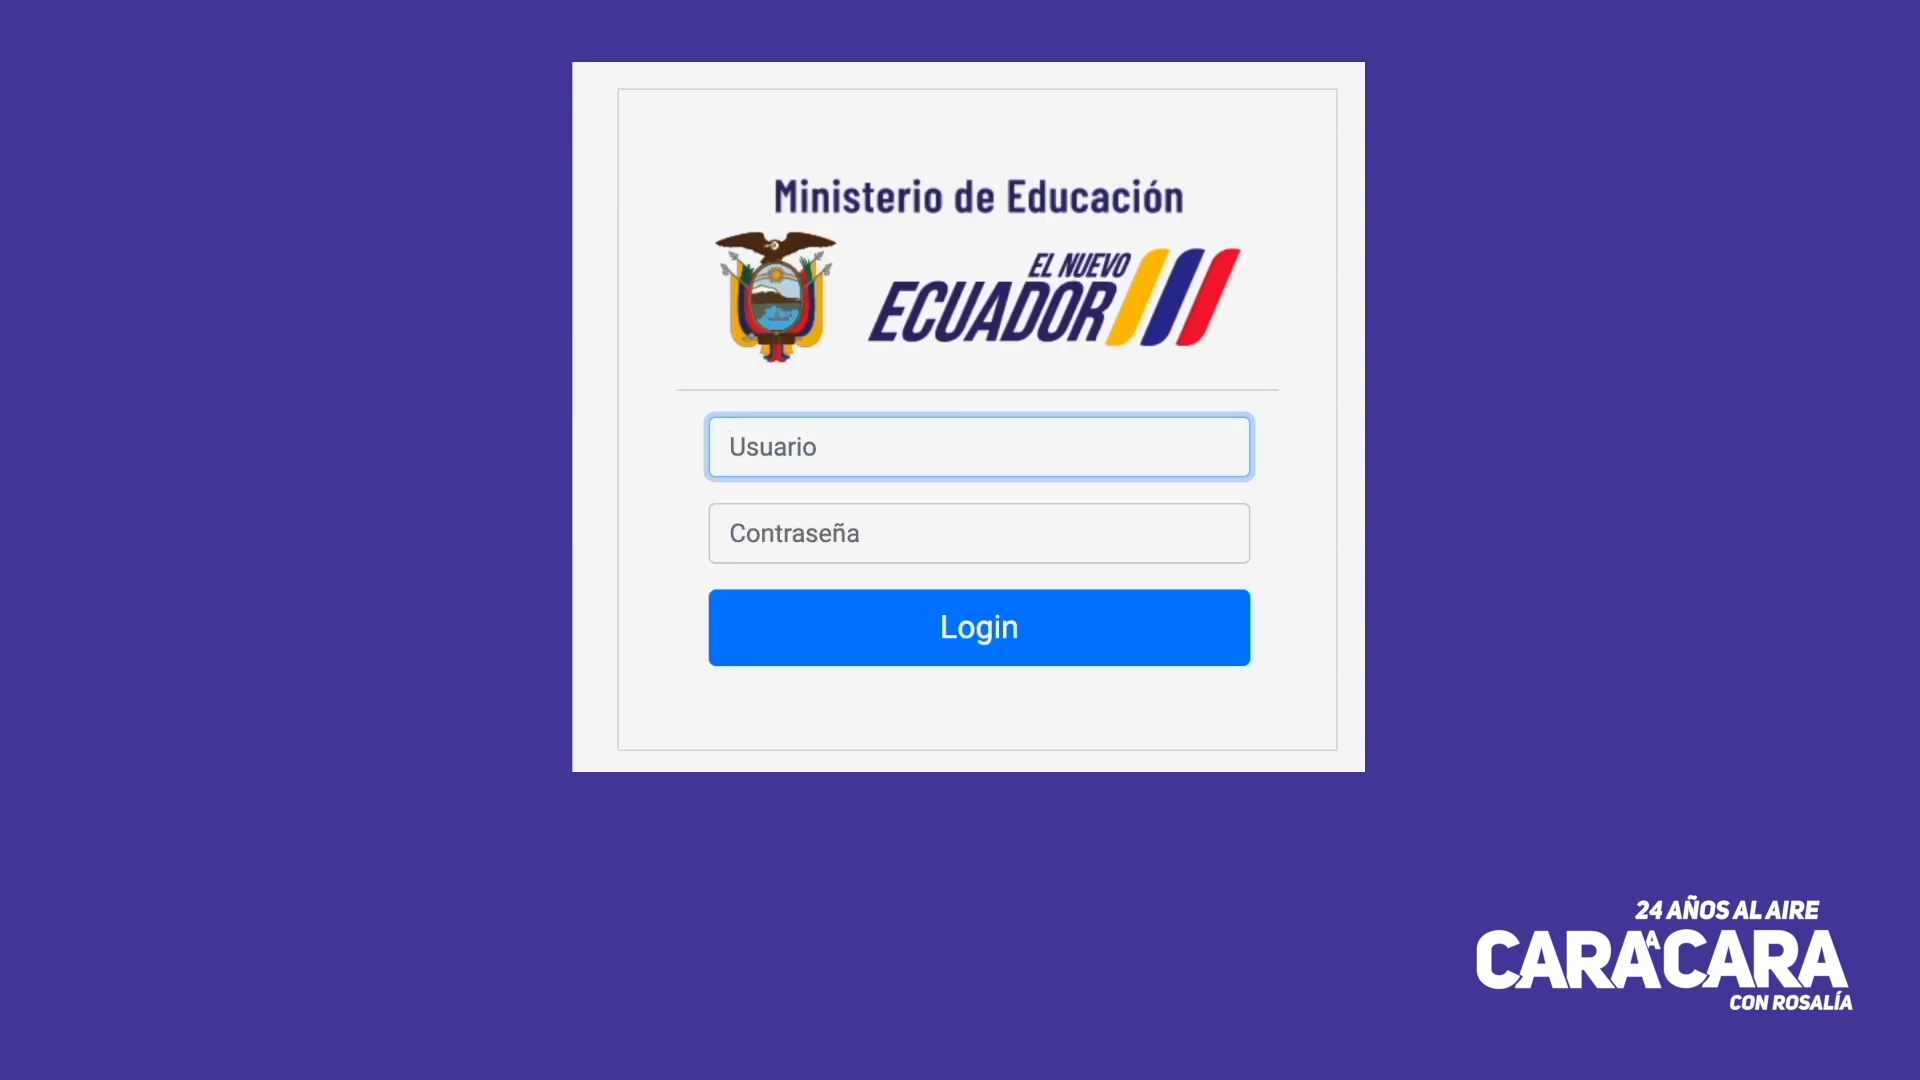 Ministerio de Educación
EL NUEVO
ECUADOR
Usuario
Contraseña
Login
24 AÑOS AL AIRE
CARA A CARA
CON ROSALÍA